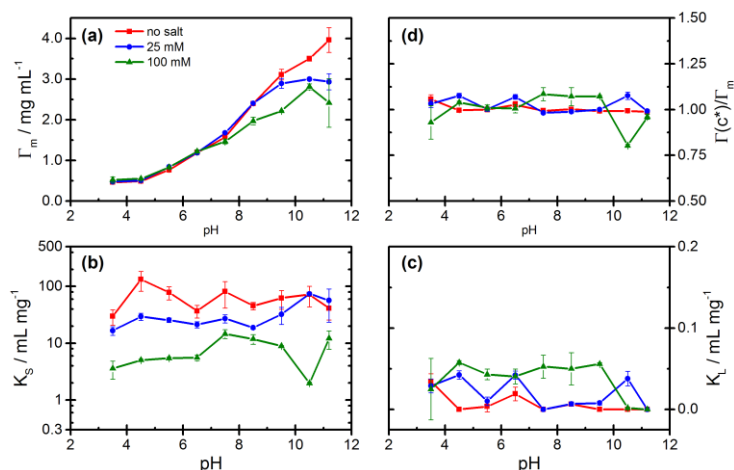 (a)
no salt
25 mM
100 mM
Γm / mg mL-1
4.0
3.0
2.0
1.0
0.0
2 4 6 8 10 12
pH
(d)
Γ(c*)/Γm
1.50
1.25
1.00
0.75
0.50
2 4 6 8 10 12
pH
(b)
KS / mL mg-1
500
100
10
1
0.3
2 4 6 8 10 12
pH
(c)
KL / mL mg-1
0.2
0.1
0.0
2 4 6 8 10 12
pH